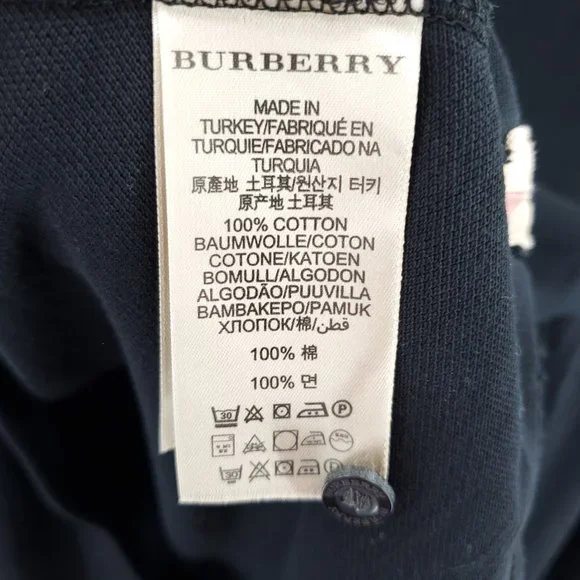 BURBERRY
MADE IN
TURKEY/FABRIQUÉ EN
TURQUIE/FABRICADO NA
TURQUIA
原產地 土耳其/원산지 터키
原产地 土耳其
100% COTTON
BAUMWOLLE/COTON
COTONE/KATOEN
BOMULL/ALGODON
ALGODÃO/PUUVILLA
BAMBAKEPO/PAMUK
ХЛОПОК/棉/قطن
100% 棉
100% 면
30 P
30